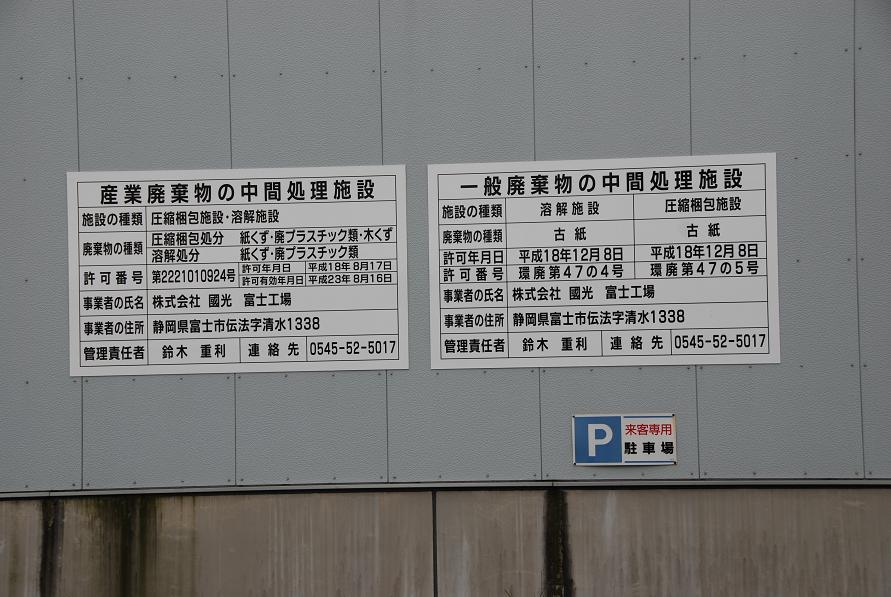 産業廃棄物の中間処理施設
施設の種類 圧縮梱包施設・溶解施設
廃棄物の種類 圧縮梱包処分 紙くず・廃プラスチック類・木くず
溶解処分 紙くず・廃プラスチック類
許可番号 第2221010924号 許可年月日 平成18年8月17日
許可有効年月日 平成23年8月16日
事業者の氏名 株式会社 國光 富士工場
事業者の住所 静岡県富士市伝法字清水1338
管理責任者 鈴木 重利 連絡先 0545-52-5017
一般廃棄物の中間処理施設
施設の種類 溶解施設 圧縮梱包施設
廃棄物の種類 古紙 古紙
許可年月日 平成18年12月8日 平成18年12月8日
許可番号 環廃第47の4号 環廃第47の5号
事業者の氏名 株式会社 國光 富士工場
事業者の住所 静岡県富士市伝法字清水1338
管理責任者 鈴木 重利 連絡先 0545-52-5017
P 来客専用
駐車場